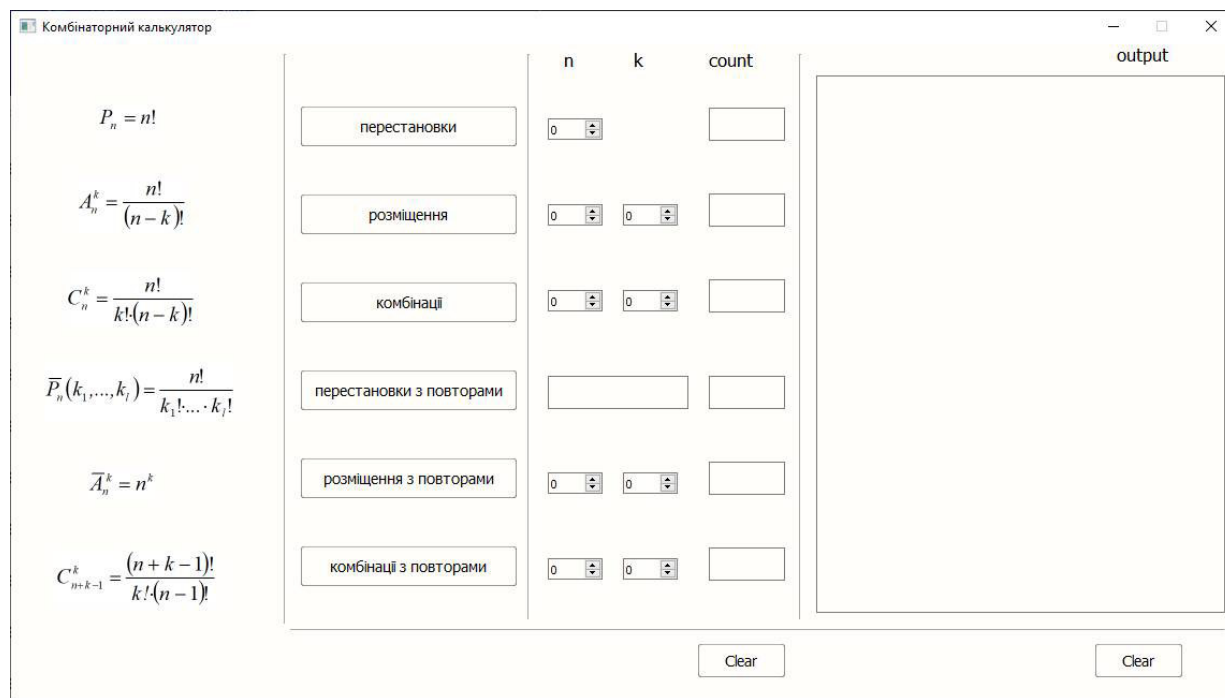 Комбінаторний калькулятор
n k count output
P_n = n! перестановки 0
A_n^k = n!/(n − k)! розміщення 0 0
C_n^k = n!/(k!·(n − k)!) комбінації 0 0
P̅_n(k_1,...,k_l) = n!/(k_1!·...·k_l!) перестановки з повторами
A̅_n^k = n^k розміщення з повторами 0 0
C_{n+k−1}^k = (n + k − 1)!/(k!·(n − 1)!) комбінації з повторами 0 0
Clear Clear